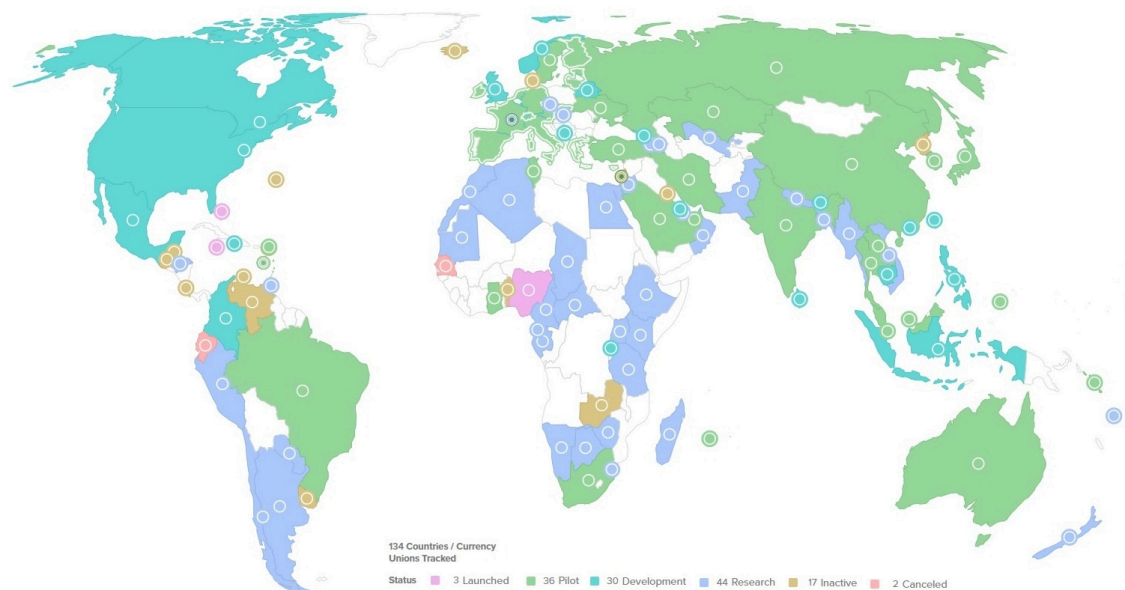 134 Countries / Currency
Unions Tracked
Status 3 Launched 36 Pilot 30 Development 44 Research 17 Inactive 2 Canceled